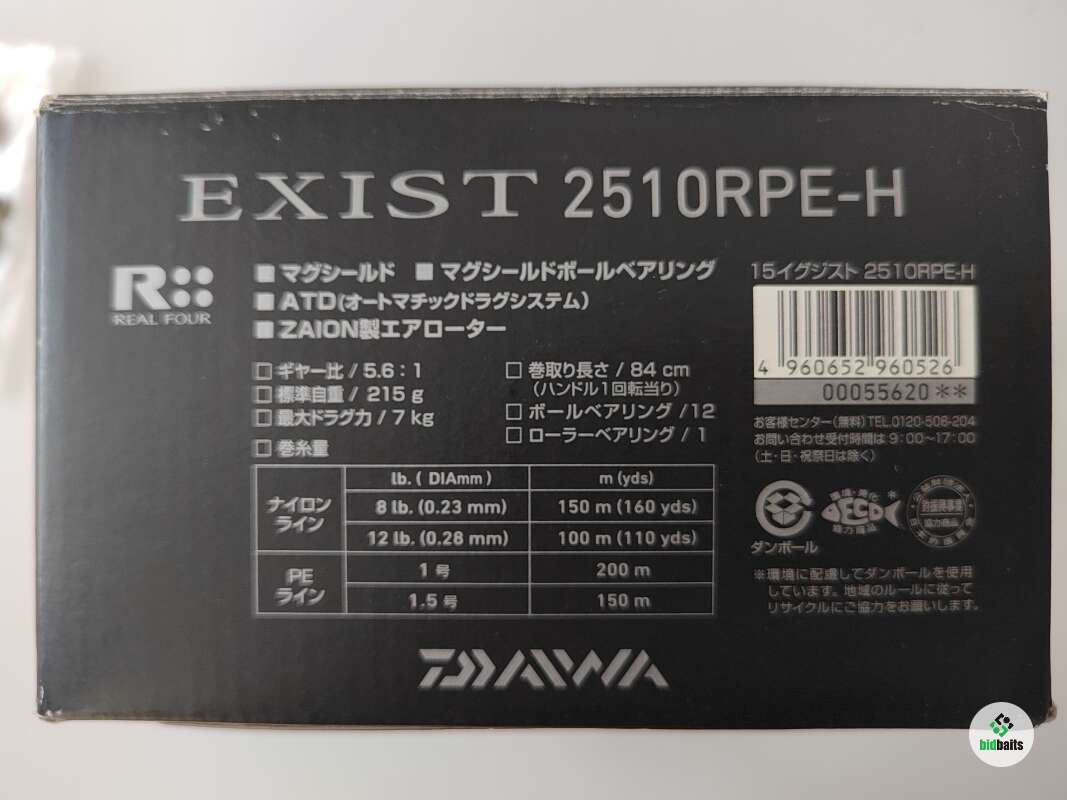 EXIST 2510RPE-H
R
REAL FOUR
■ マグシールド ■ マグシールドボールベアリング
■ ATD(オートマチックドラグシステム)
■ ZAION製エアローター
□ ギヤー比 / 5.6:1
□ 標準自重 / 215 g
□ 最大ドラグ力 / 7 kg
□ 巻糸量
□ 巻取り長さ / 84 cm
(ハンドル1回転当り)
□ ボールベアリング /12
□ ローラーベアリング / 1
lb. ( DIAmm ) m (yds)
ナイロンライン 8 lb. (0.23 mm) 150 m (160 yds)
12 lb. (0.28 mm) 100 m (110 yds)
PEライン 1 号 200 m
1.5 号 150 m
15イグジスト 2510RPE-H
4 960652 960526
00055620**
お客様センター(無料)TEL.0120-508-204
お問い合わせ受付時間は 9:00〜17:00
(土・日・祝祭日は除く)
ECO
協力商品
ダンボール
※環境に配慮してダンボールを使用
しています。地域のルールに従って
リサイクルにご協力をお願いします。
DAIWA
bidbaits